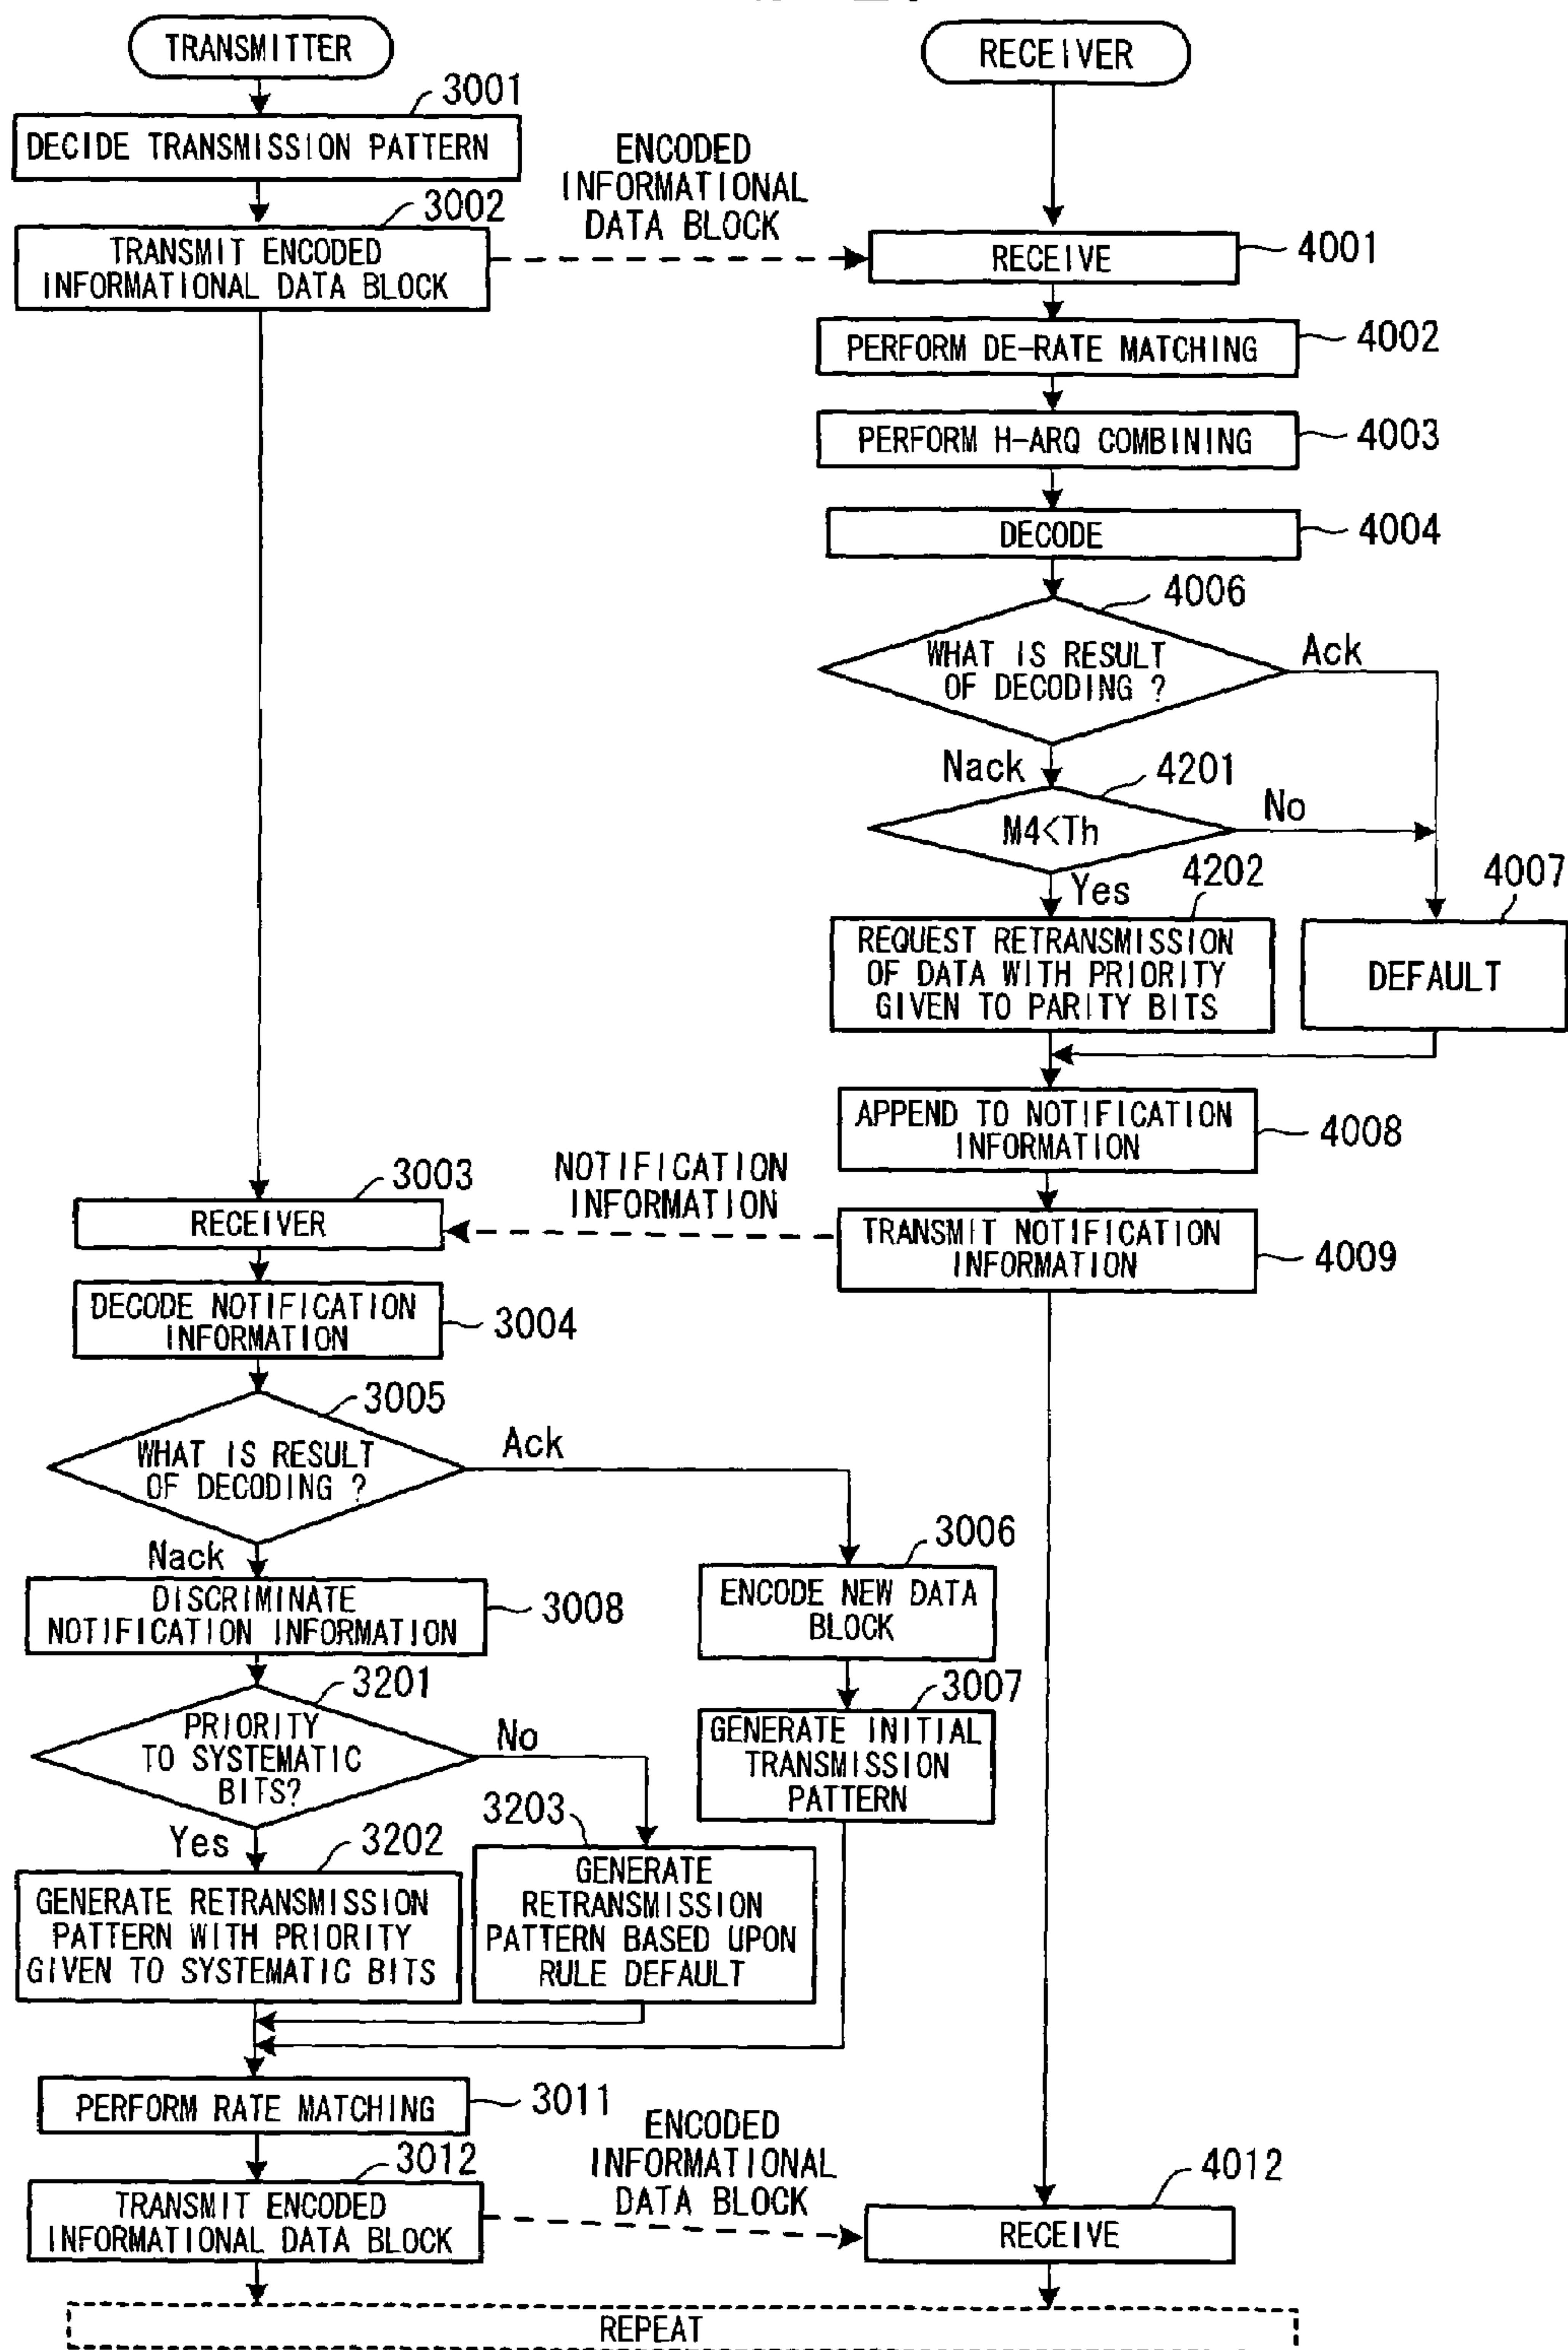 TRANSMITTER
3001
DECIDE TRANSMISSION PATTERN
3002
TRANSMIT ENCODED
INFORMATIONAL DATA BLOCK
ENCODED
INFORMATIONAL
DATA BLOCK
RECEIVER
RECEIVE
4001
PERFORM DE-RATE MATCHING
4002
PERFORM H-ARQ COMBINING
4003
DECODE
4004
4006
WHAT IS RESULT
OF DECODING ?
Ack
Nack
4201
M4<Th
No
Yes
4202
REQUEST RETRANSMISSION
OF DATA WITH PRIORITY
GIVEN TO PARITY BITS
4007
DEFAULT
APPEND TO NOTIFICATION
INFORMATION
4008
TRANSMIT NOTIFICATION
INFORMATION
4009
NOTIFICATION
INFORMATION
3003
RECEIVER
DECODE NOTIFICATION
INFORMATION
3004
3005
WHAT IS RESULT
OF DECODING ?
Ack
Nack
3006
ENCODE NEW DATA
BLOCK
3007
GENERATE INITIAL
TRANSMISSION
PATTERN
DISCRIMINATE
NOTIFICATION INFORMATION
3008
3201
PRIORITY
TO SYSTEMATIC
BITS?
No
Yes
3202
GENERATE RETRANSMISSION
PATTERN WITH PRIORITY
GIVEN TO SYSTEMATIC BITS
3203
GENERATE
RETRANSMISSION
PATTERN BASED UPON
RULE DEFAULT
PERFORM RATE MATCHING
3011
3012
TRANSMIT ENCODED
INFORMATIONAL DATA BLOCK
ENCODED
INFORMATIONAL
DATA BLOCK
4012
RECEIVE
REPEAT